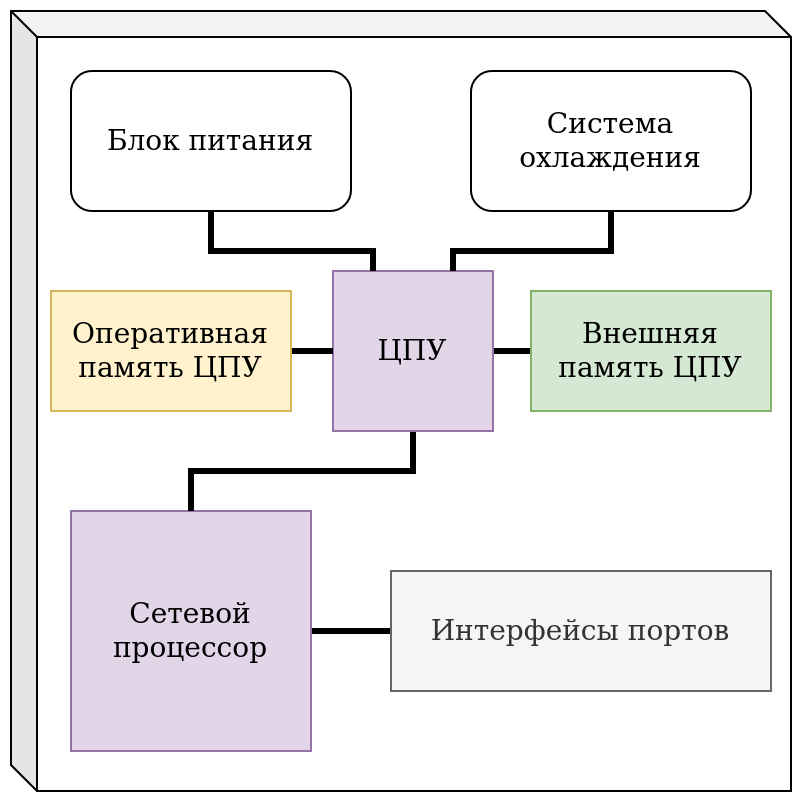 Блок питания
Система
охлаждения
Оперативная
память ЦПУ
ЦПУ
Внешняя
память ЦПУ
Сетевой
процессор
Интерфейсы портов